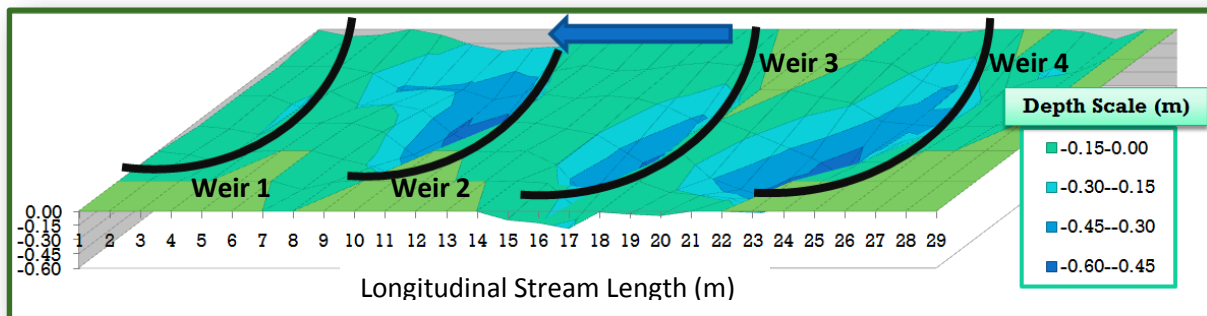 Weir 3
Weir 4
Depth Scale (m)
-0.15-0.00
-0.30--0.15
-0.45--0.30
-0.60--0.45
Weir 1
Weir 2
0.00
-0.15
-0.30
-0.45
-0.60
1 2 3 4 5 6 7 8 9 10 11 12 13 14 15 16 17 18 19 20 21 22 23 24 25 26 27 28 29
Longitudinal Stream Length (m)